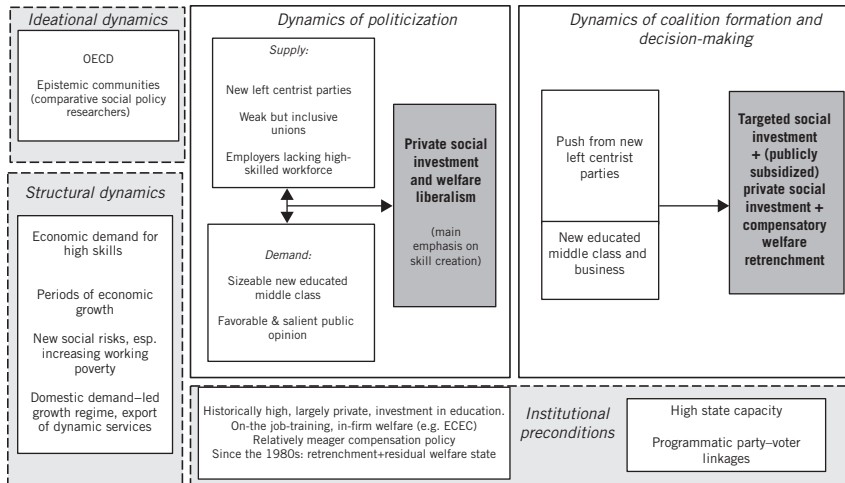 Ideational dynamics
OECD
Epistemic communities
(comparative social policy
researchers)
Structural dynamics
Economic demand for
high skills
Periods of economic
growth
New social risks, esp.
increasing working
poverty
Domestic demand–led
growth regime, export
of dynamic services
Dynamics of politicization
Supply:
New left centrist parties
Weak but inclusive
unions
Employers lacking high-
skilled workforce
Demand:
Sizeable new educated
middle class
Favorable & salient public
opinion
Private social
investment
and welfare
liberalism
(main
emphasis on
skill creation)
Dynamics of coalition formation and
decision-making
Push from new
left centrist
parties
New educated
middle class and
business
Targeted social
investment
+ (publicly
subsidized)
private social
investment +
compensatory
welfare
retrenchment
Historically high, largely private, investment in education.
On-the job-training, in-firm welfare (e.g. ECEC)
Relatively meager compensation policy
Since the 1980s: retrenchment+residual welfare state
Institutional
preconditions
High state capacity
Programmatic party–voter
linkages